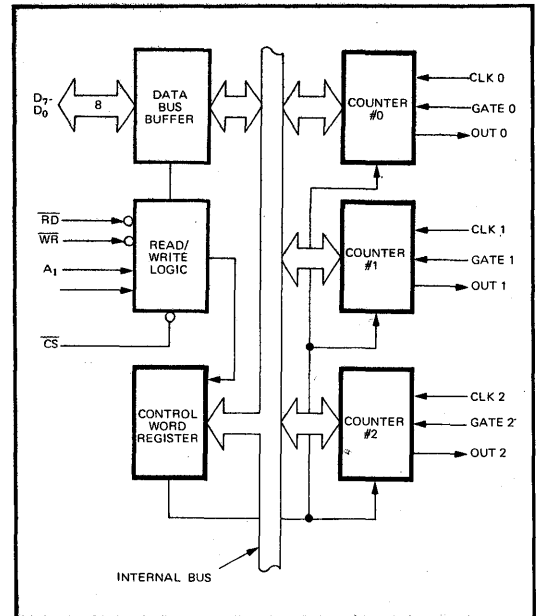 D7-
D0
8
DATA
BUS
BUFFER
COUNTER
#0
CLK 0
GATE 0
OUT 0
RD
WR
A1
CS
READ/
WRITE
LOGIC
COUNTER
#1
CLK 1
GATE 1
OUT 1
CONTROL
WORD
REGISTER
COUNTER
#2
CLK 2
GATE 2
OUT 2
INTERNAL BUS